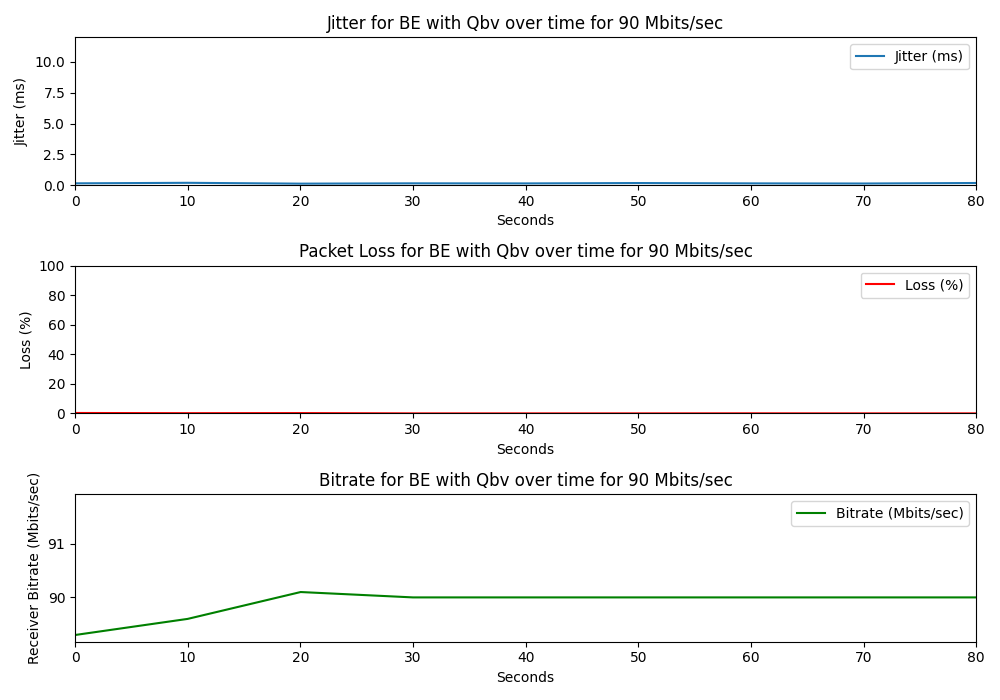 Jitter for BE with Qbv over time for 90 Mbits/sec
Jitter (ms)
10.0
7.5
5.0
2.5
0.0
Jitter (ms)
0 10 20 30 40 50 60 70 80
Seconds
Packet Loss for BE with Qbv over time for 90 Mbits/sec
Loss (%)
100
80
60
40
20
0
Loss (%)
0 10 20 30 40 50 60 70 80
Seconds
Bitrate for BE with Qbv over time for 90 Mbits/sec
Receiver Bitrate (Mbits/sec)
91
90
Bitrate (Mbits/sec)
0 10 20 30 40 50 60 70 80
Seconds